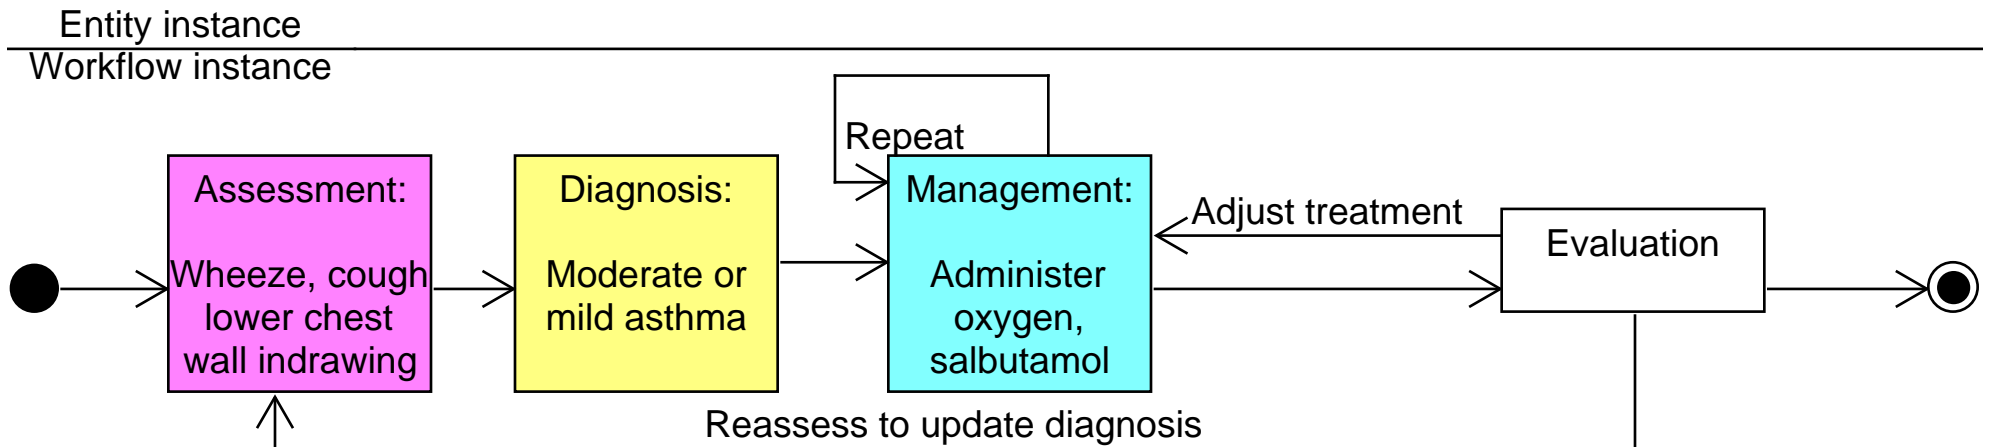 Entity instance
Workflow instance
Repeat
Assessment:
Wheeze, cough
lower chest
wall indrawing
Diagnosis:
Moderate or
mild asthma
Management:
Administer
oxygen,
salbutamol
Adjust treatment
Evaluation
Reassess to update diagnosis